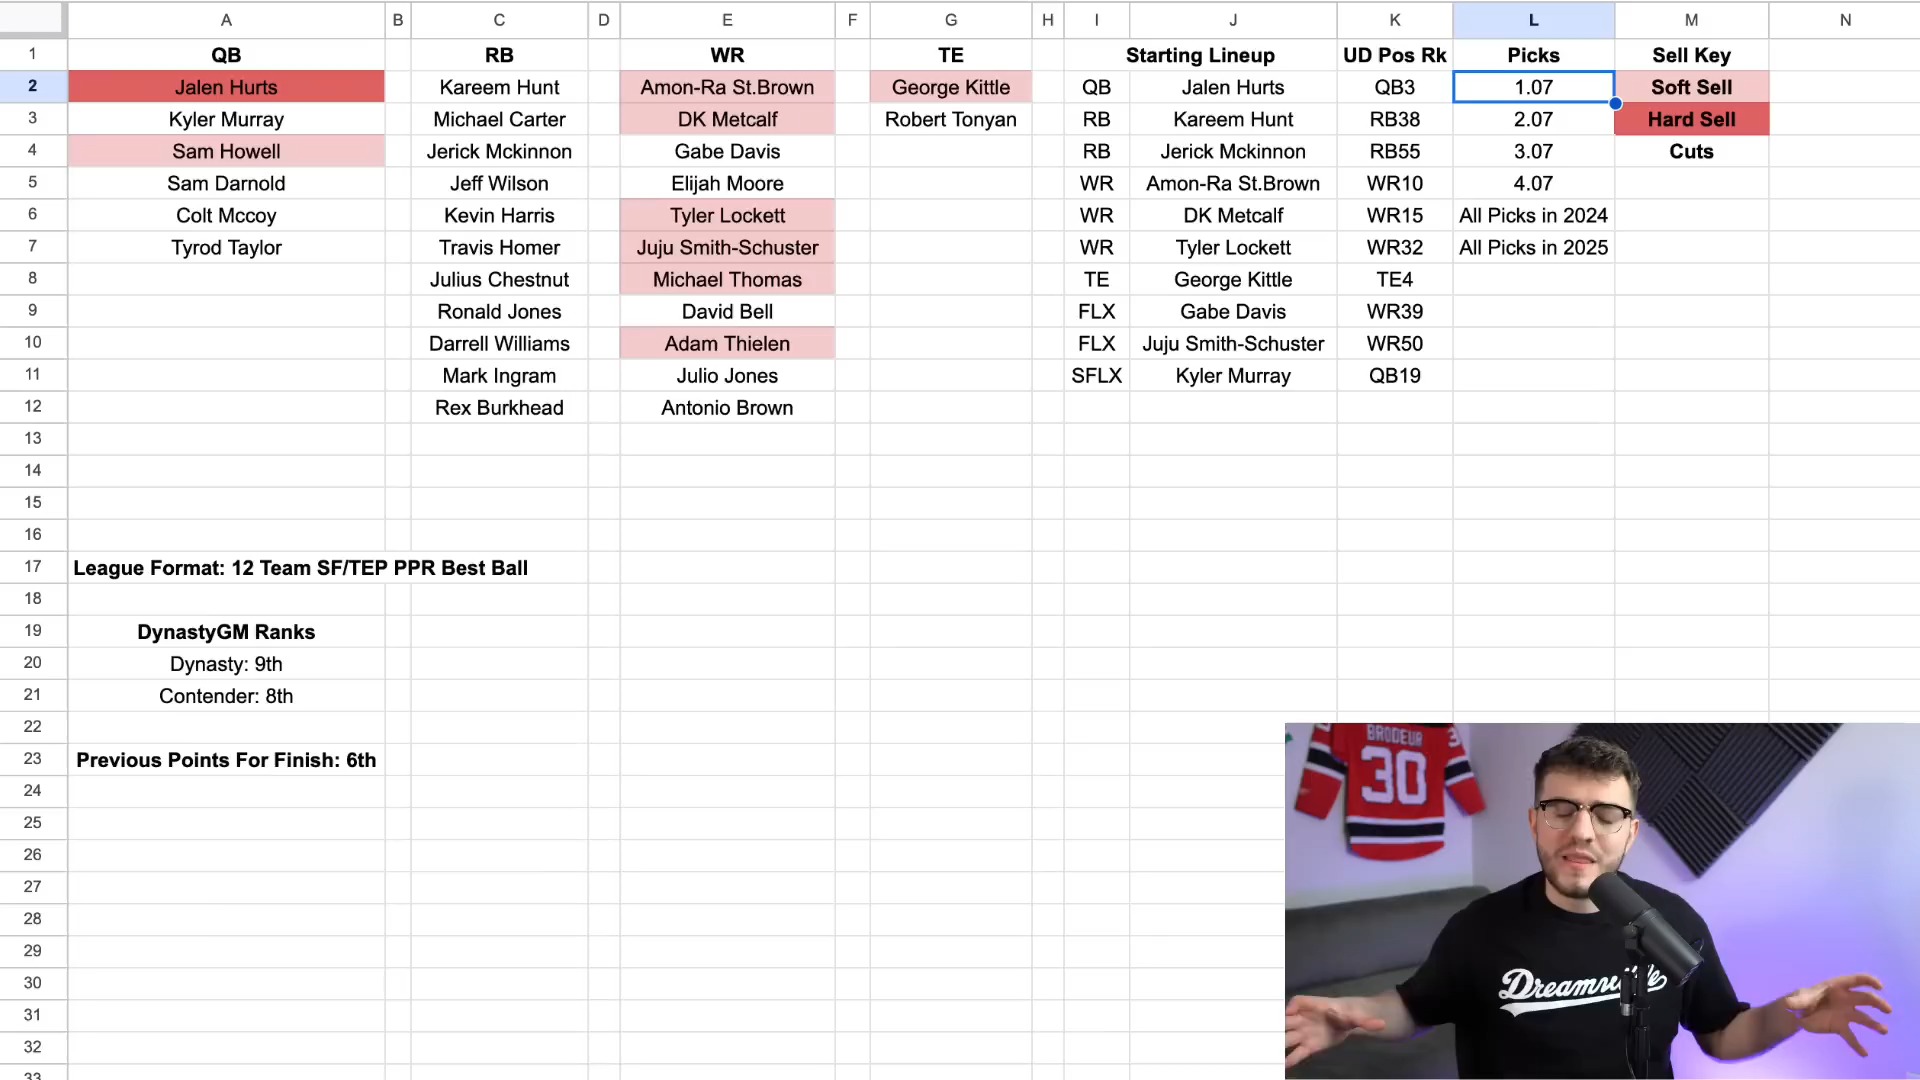 A B C D E F G H I J K L M N
1 QB RB WR TE Starting Lineup UD Pos Rk Picks Sell Key
2 Jalen Hurts Kareem Hunt Amon-Ra St.Brown George Kittle QB Jalen Hurts QB3 1.07 Soft Sell
3 Kyler Murray Michael Carter DK Metcalf Robert Tonyan RB Kareem Hunt RB38 2.07 Hard Sell
4 Sam Howell Jerick Mckinnon Gabe Davis RB Jerick Mckinnon RB55 3.07 Cuts
5 Sam Darnold Jeff Wilson Elijah Moore WR Amon-Ra St.Brown WR10 4.07
6 Colt Mccoy Kevin Harris Tyler Lockett WR DK Metcalf WR15 All Picks in 2024
7 Tyrod Taylor Travis Homer Juju Smith-Schuster WR Tyler Lockett WR32 All Picks in 2025
8 Julius Chestnut Michael Thomas TE George Kittle TE4
9 Ronald Jones David Bell FLX Gabe Davis WR39
10 Darrell Williams Adam Thielen FLX Juju Smith-Schuster WR50
11 Mark Ingram Julio Jones SFLX Kyler Murray QB19
12 Rex Burkhead Antonio Brown
13
14
15
16
17 League Format: 12 Team SF/TEP PPR Best Ball
18
19 DynastyGM Ranks
20 Dynasty: 9th
21 Contender: 8th
22
23 Previous Points For Finish: 6th
24
25
26
27
28
29
30
31
32
33
BRODEUR
30